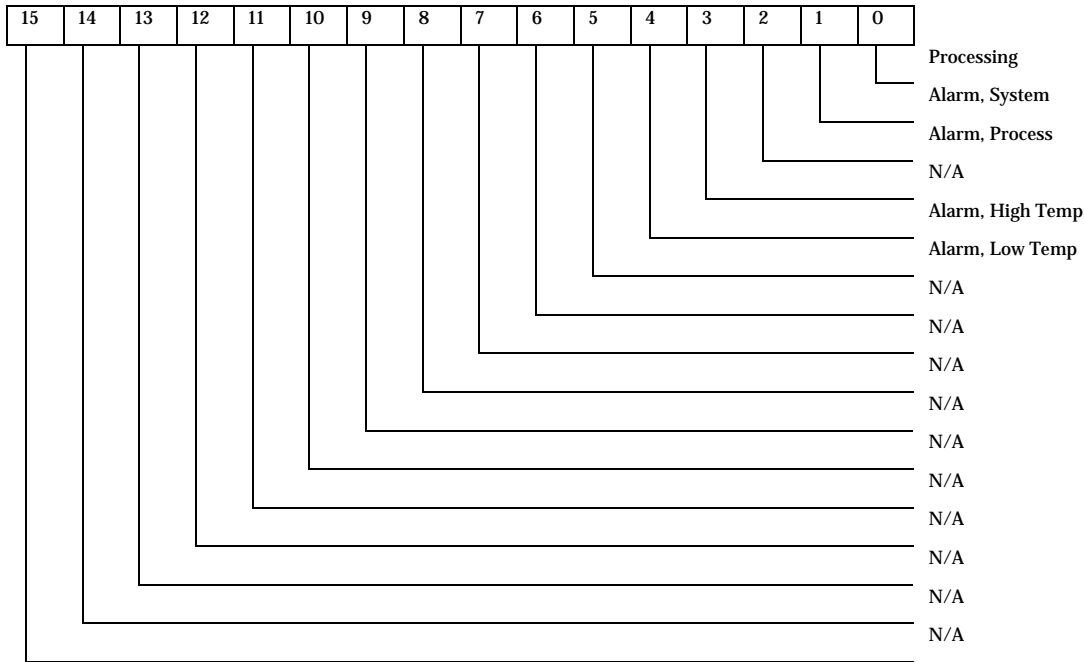 15 14 13 12 11 10 9 8 7 6 5 4 3 2 1 0
Processing
Alarm, System
Alarm, Process
N/A
Alarm, High Temp
Alarm, Low Temp
N/A
N/A
N/A
N/A
N/A
N/A
N/A
N/A
N/A
N/A